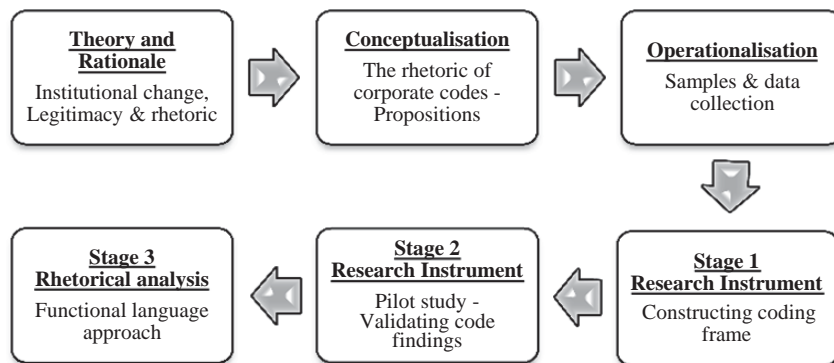 Theory and
Rationale
Institutional change,
Legitimacy & rhetoric
Conceptualisation
The rhetoric of
corporate codes -
Propositions
Operationalisation
Samples & data
collection
Stage 1
Research Instrument
Constructing coding
frame
Stage 2
Research Instrument
Pilot study -
Validating code
findings
Stage 3
Rhetorical analysis
Functional language
approach